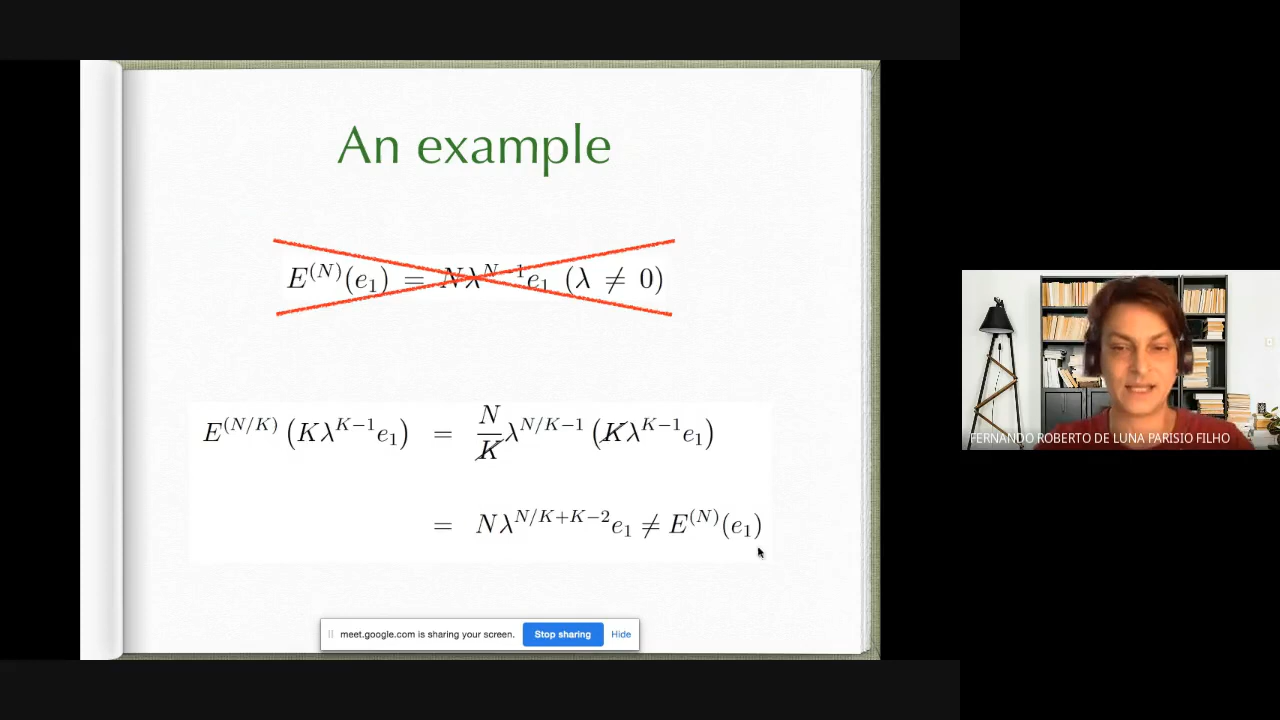 An example
E^{(N)}(e_1) = Nλ^{N-1}e_1 (λ ≠ 0)
E^{(N/K)} (Kλ^{K-1}e_1) = \frac{N}{K}λ^{N/K-1} (Kλ^{K-1}e_1)
= Nλ^{N/K+K-2}e_1 ≠ E^{(N)}(e_1)
meet.google.com is sharing your screen. Stop sharing Hide
FERNANDO ROBERTO DE LUNA PARISIO FILHO